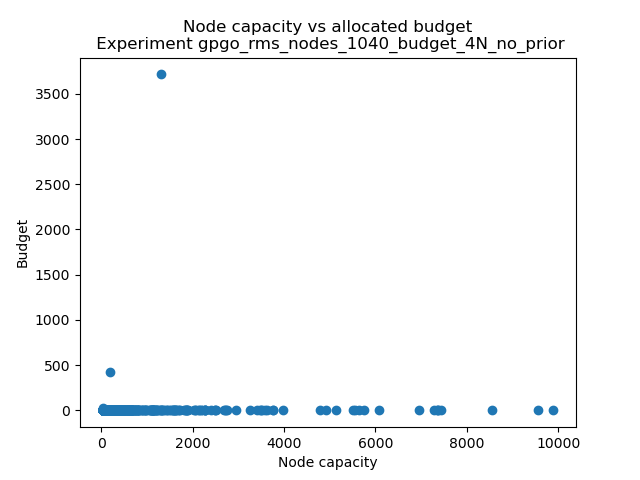 Node capacity vs allocated budget
Experiment gpgo_rms_nodes_1040_budget_4N_no_prior
3500
3000
2500
2000
1500
1000
500
0
Budget
0 2000 4000 6000 8000 10000
Node capacity